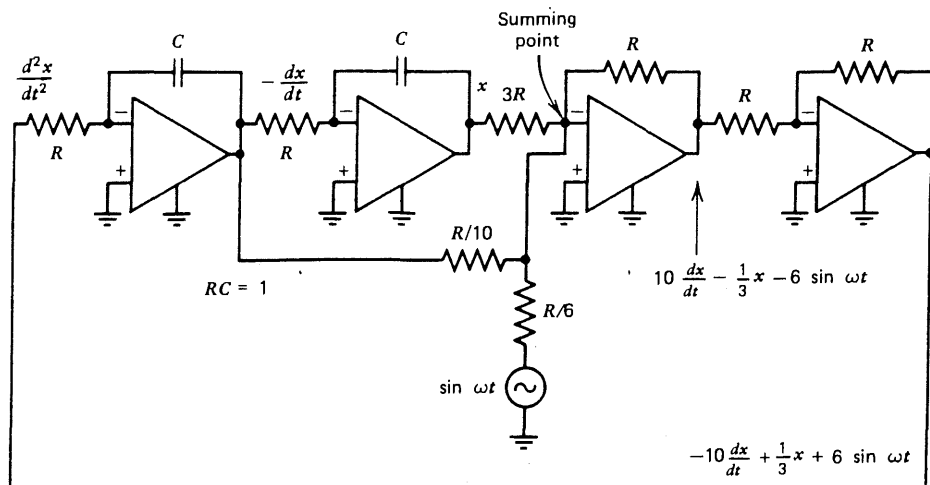 Summing
point
C
C
R
R
d²x
dt²
− dx
dt
x
3R
R
−
−
−
−
R
R
+
+
+
+
R/10
RC = 1
R/6
10 dx/dt − 1/3 x − 6 sin ωt
sin ωt
−10 dx/dt + 1/3 x + 6 sin ωt